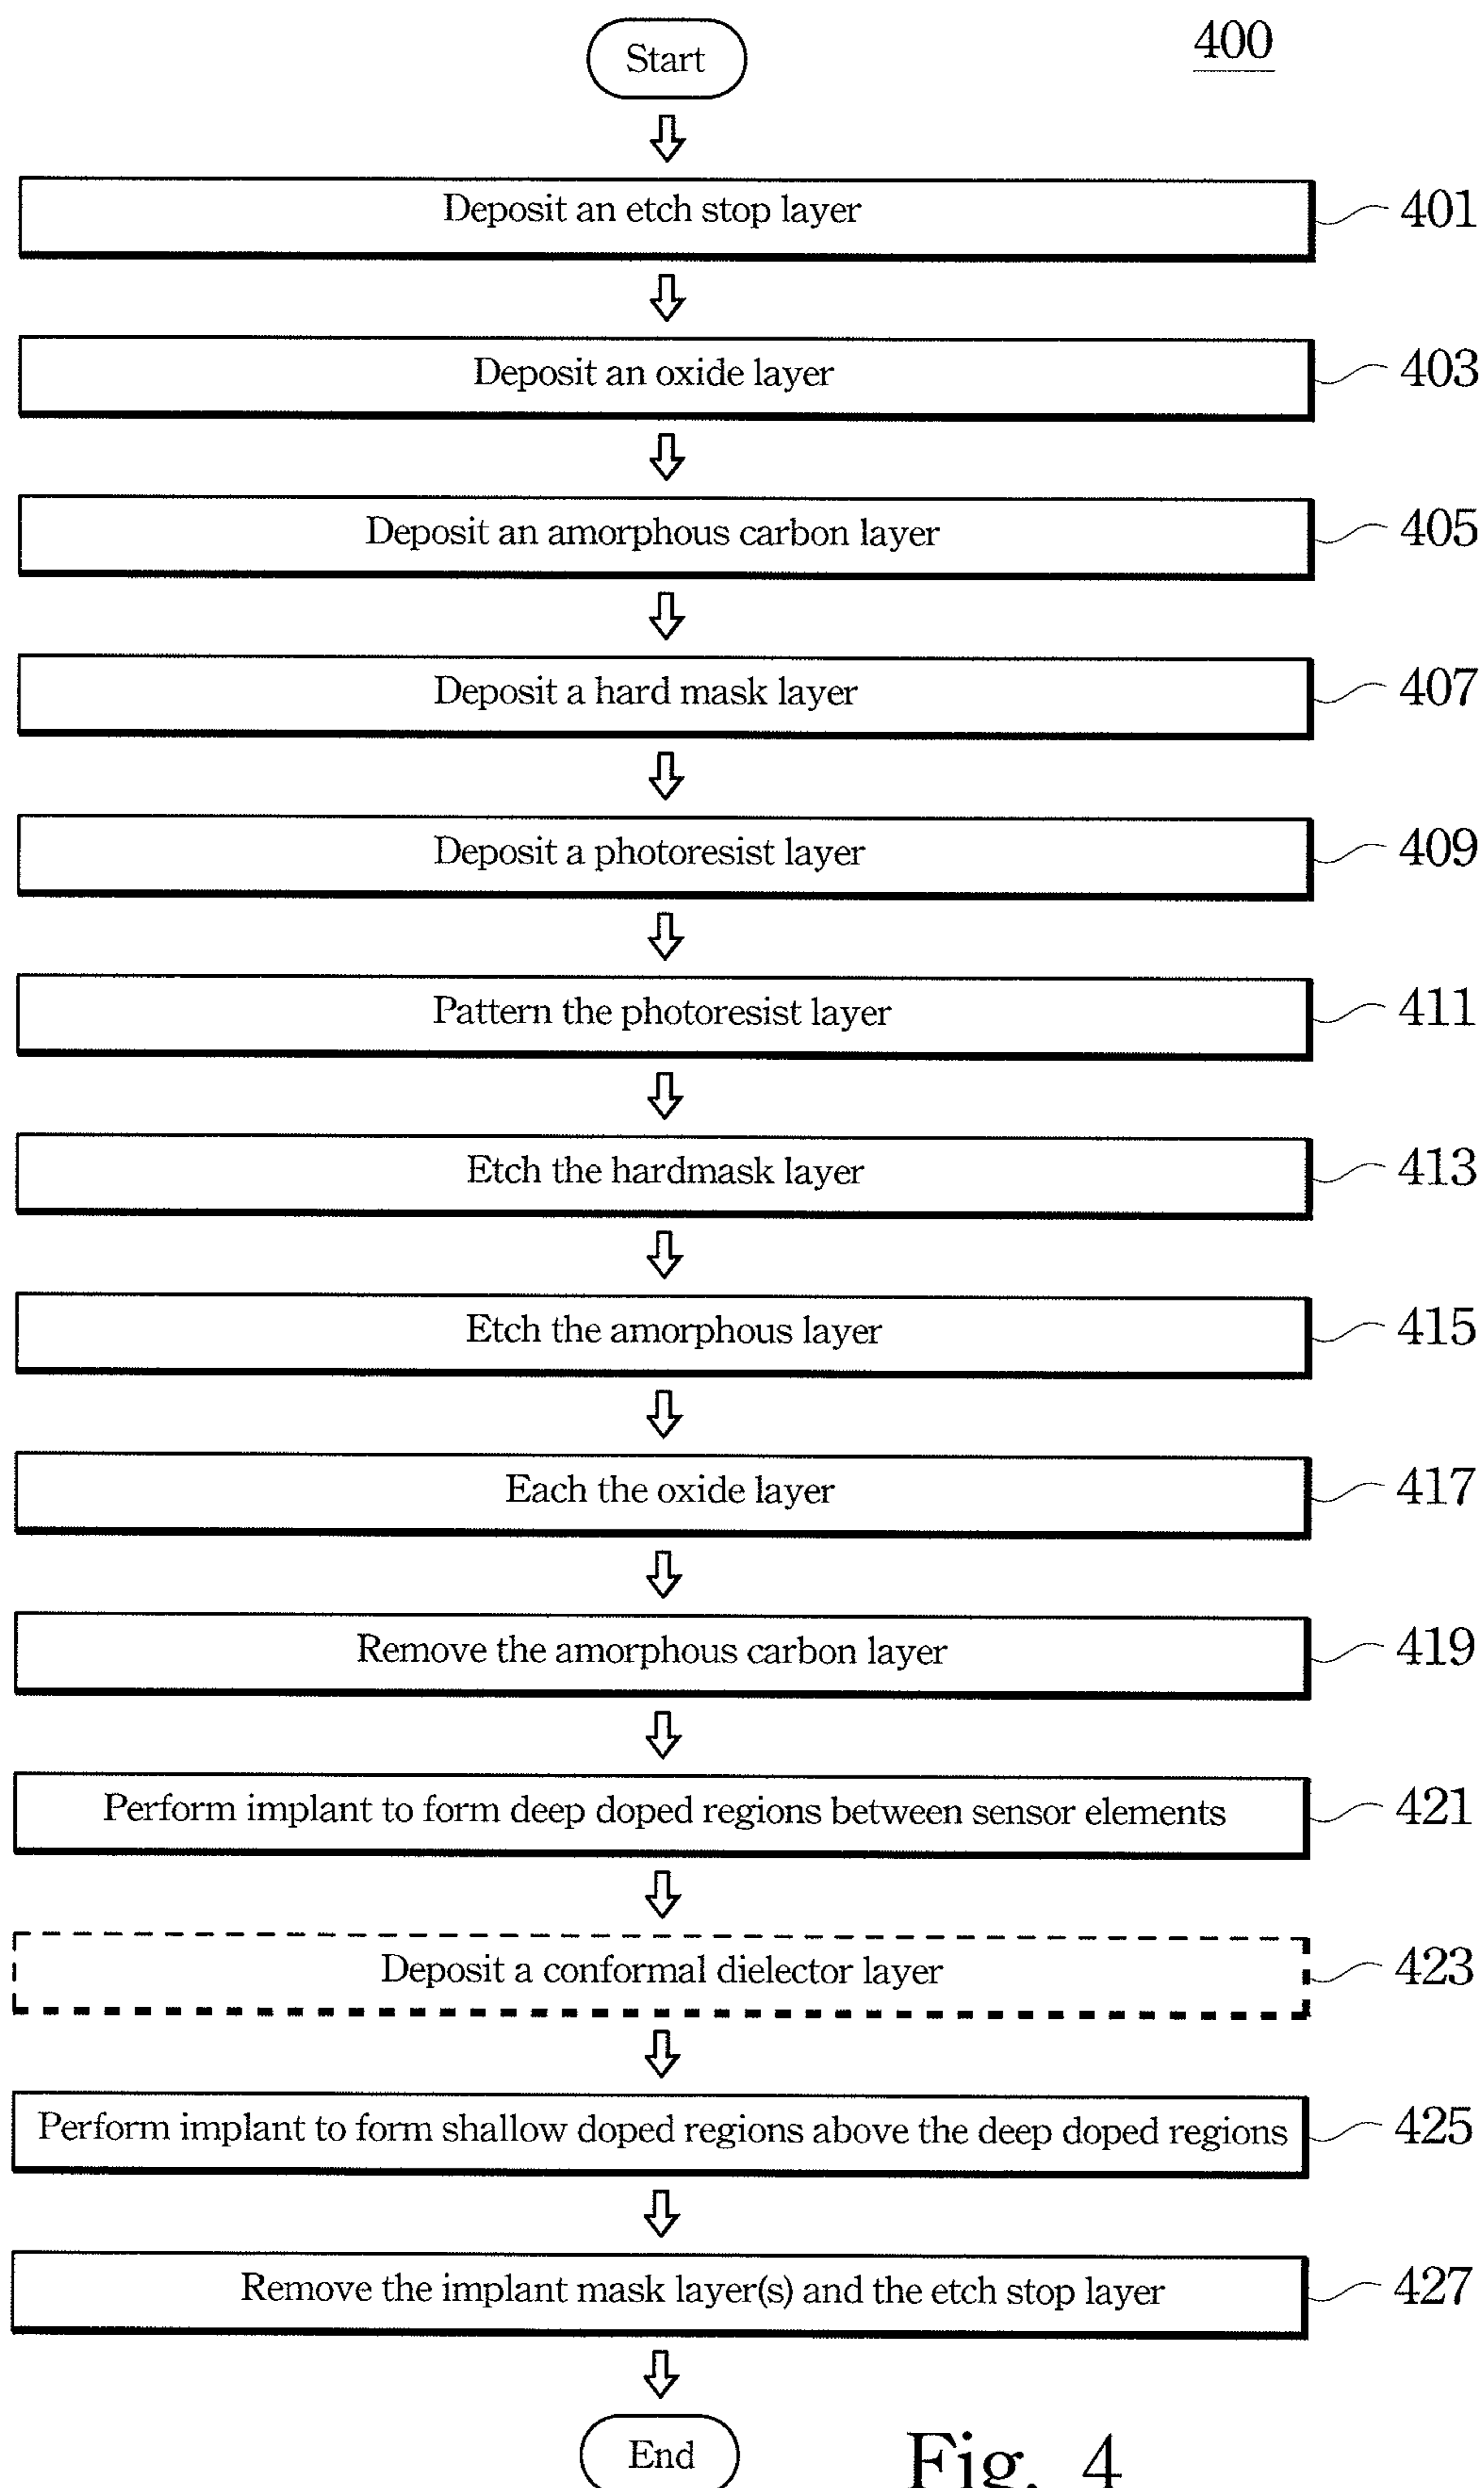 400
Start
Deposit an etch stop layer
401
Deposit an oxide layer
403
Deposit an amorphous carbon layer
405
Deposit a hard mask layer
407
Deposit a photoresist layer
409
Pattern the photoresist layer
411
Etch the hardmask layer
413
Etch the amorphous layer
415
Each the oxide layer
417
Remove the amorphous carbon layer
419
Perform implant to form deep doped regions between sensor elements
421
Deposit a conformal dielector layer
423
Perform implant to form shallow doped regions above the deep doped regions
425
Remove the implant mask layer(s) and the etch stop layer
427
End
Fig. 4